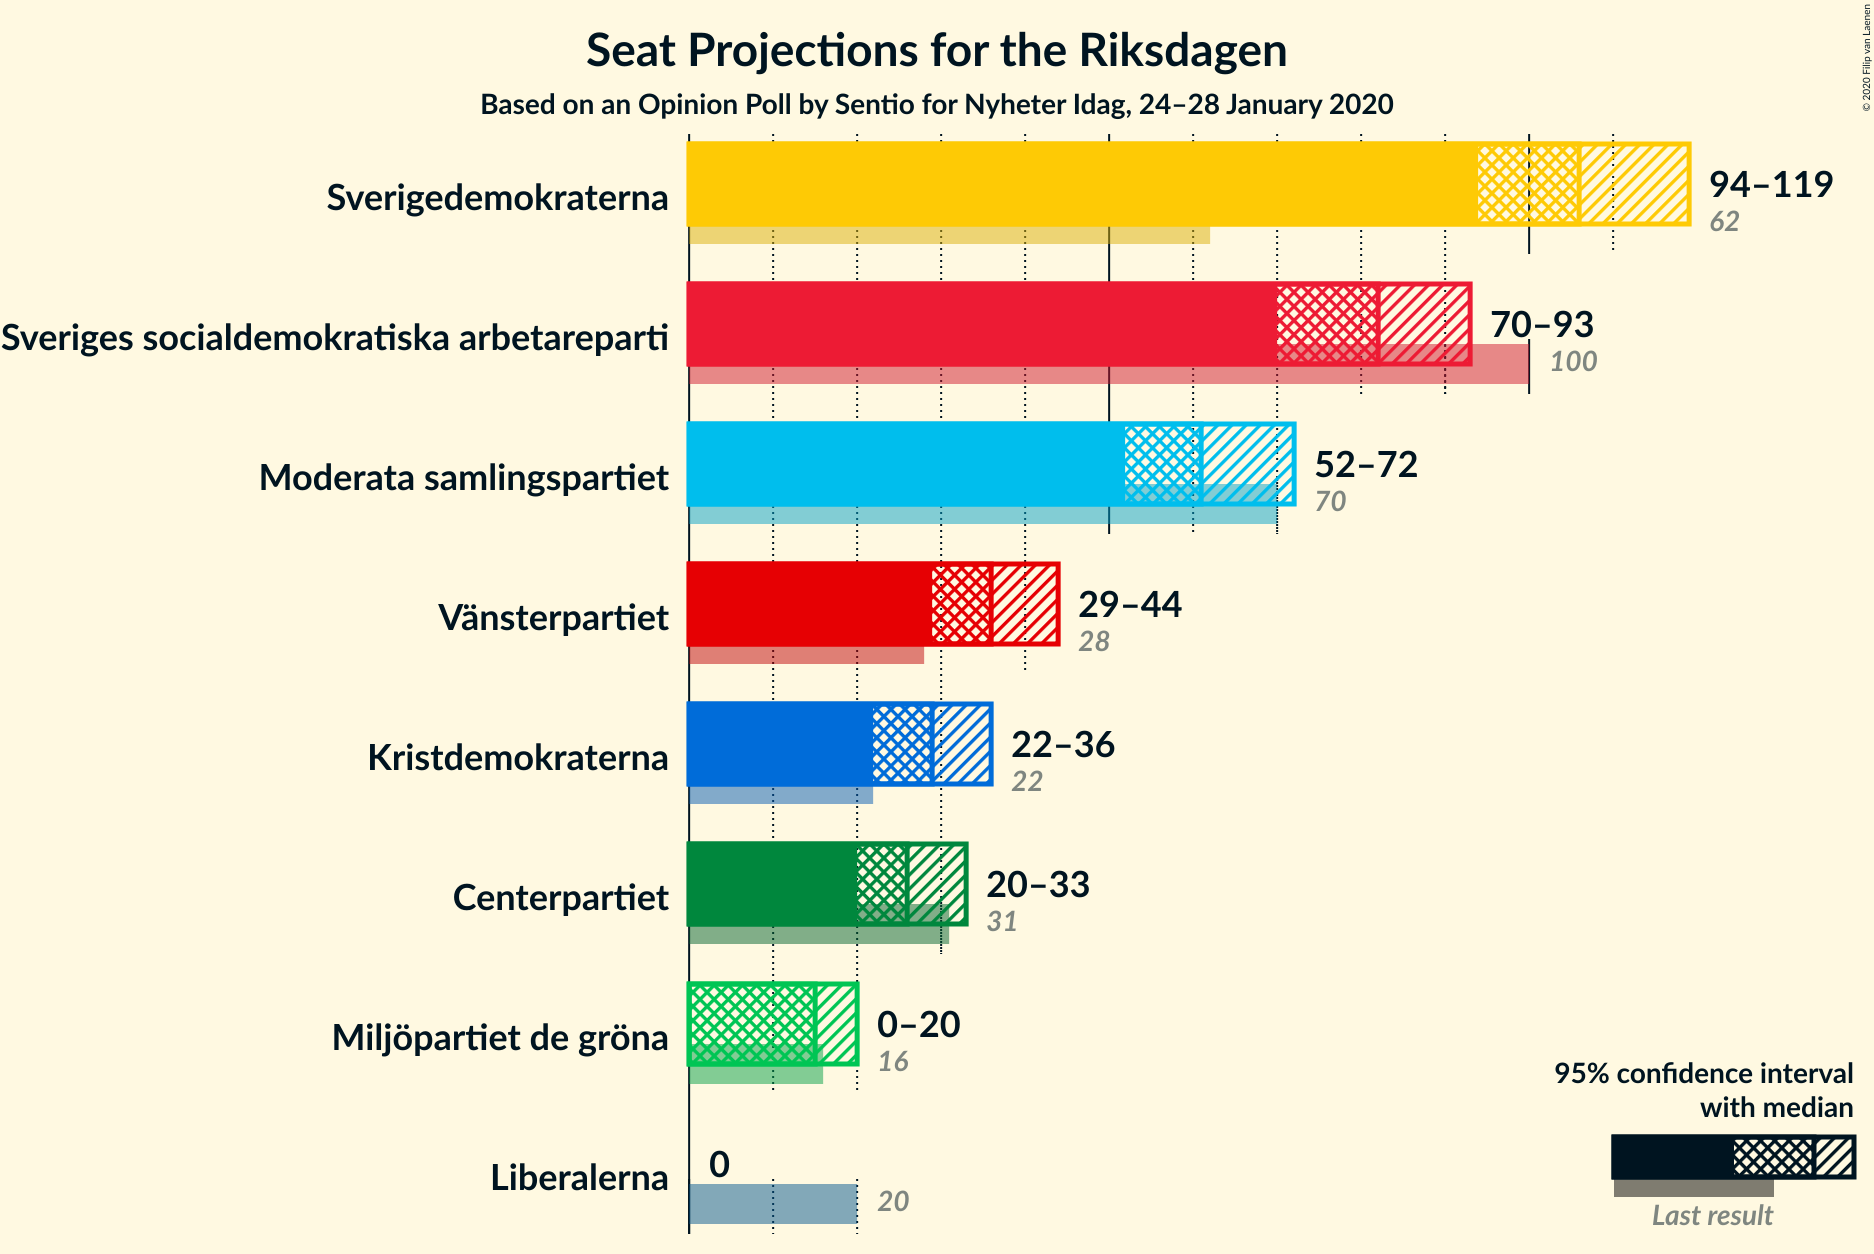 Seat Projections for the Riksdagen
Based on an Opinion Poll by Sentio for Nyheter Idag, 24–28 January 2020
© 2020 Filip van Laenen
Sverigedemokraterna
94–119
62
Sveriges socialdemokratiska arbetareparti
70–93
100
Moderata samlingspartiet
52–72
70
Vänsterpartiet
29–44
28
Kristdemokraterna
22–36
22
Centerpartiet
20–33
31
Miljöpartiet de gröna
0–20
16
Liberalerna
0
20
95% confidence interval
with median
Last result